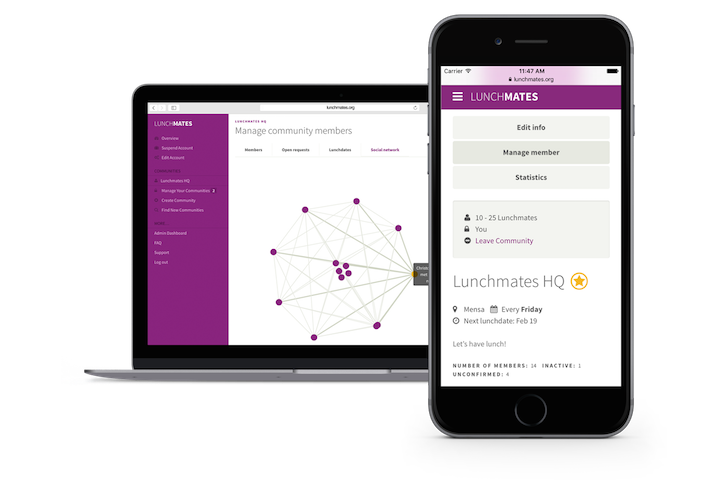 lunchmates.org
LUNCHMATES
Overview
Suspend Account
Edit Account
Lunchmates HQ
Manage Your Communities 2
Create Community
Find New Communities
Admin Dashboard
FAQ
Support
Log out
LUNCHMATES HQ
Manage community members
Members
Open requests
Lunchdates
Social network
Carrier
11:47 AM
lunchmates.org
LUNCHMATES
Edit info
Manage member
Statistics
10 - 25 Lunchmates
You
Leave Community
Lunchmates HQ
Mensa Every Friday
Next lunchdate: Feb 19
Let's have lunch!
NUMBER OF MEMBERS: 14 INACTIVE: 1
UNCONFIRMED: 4